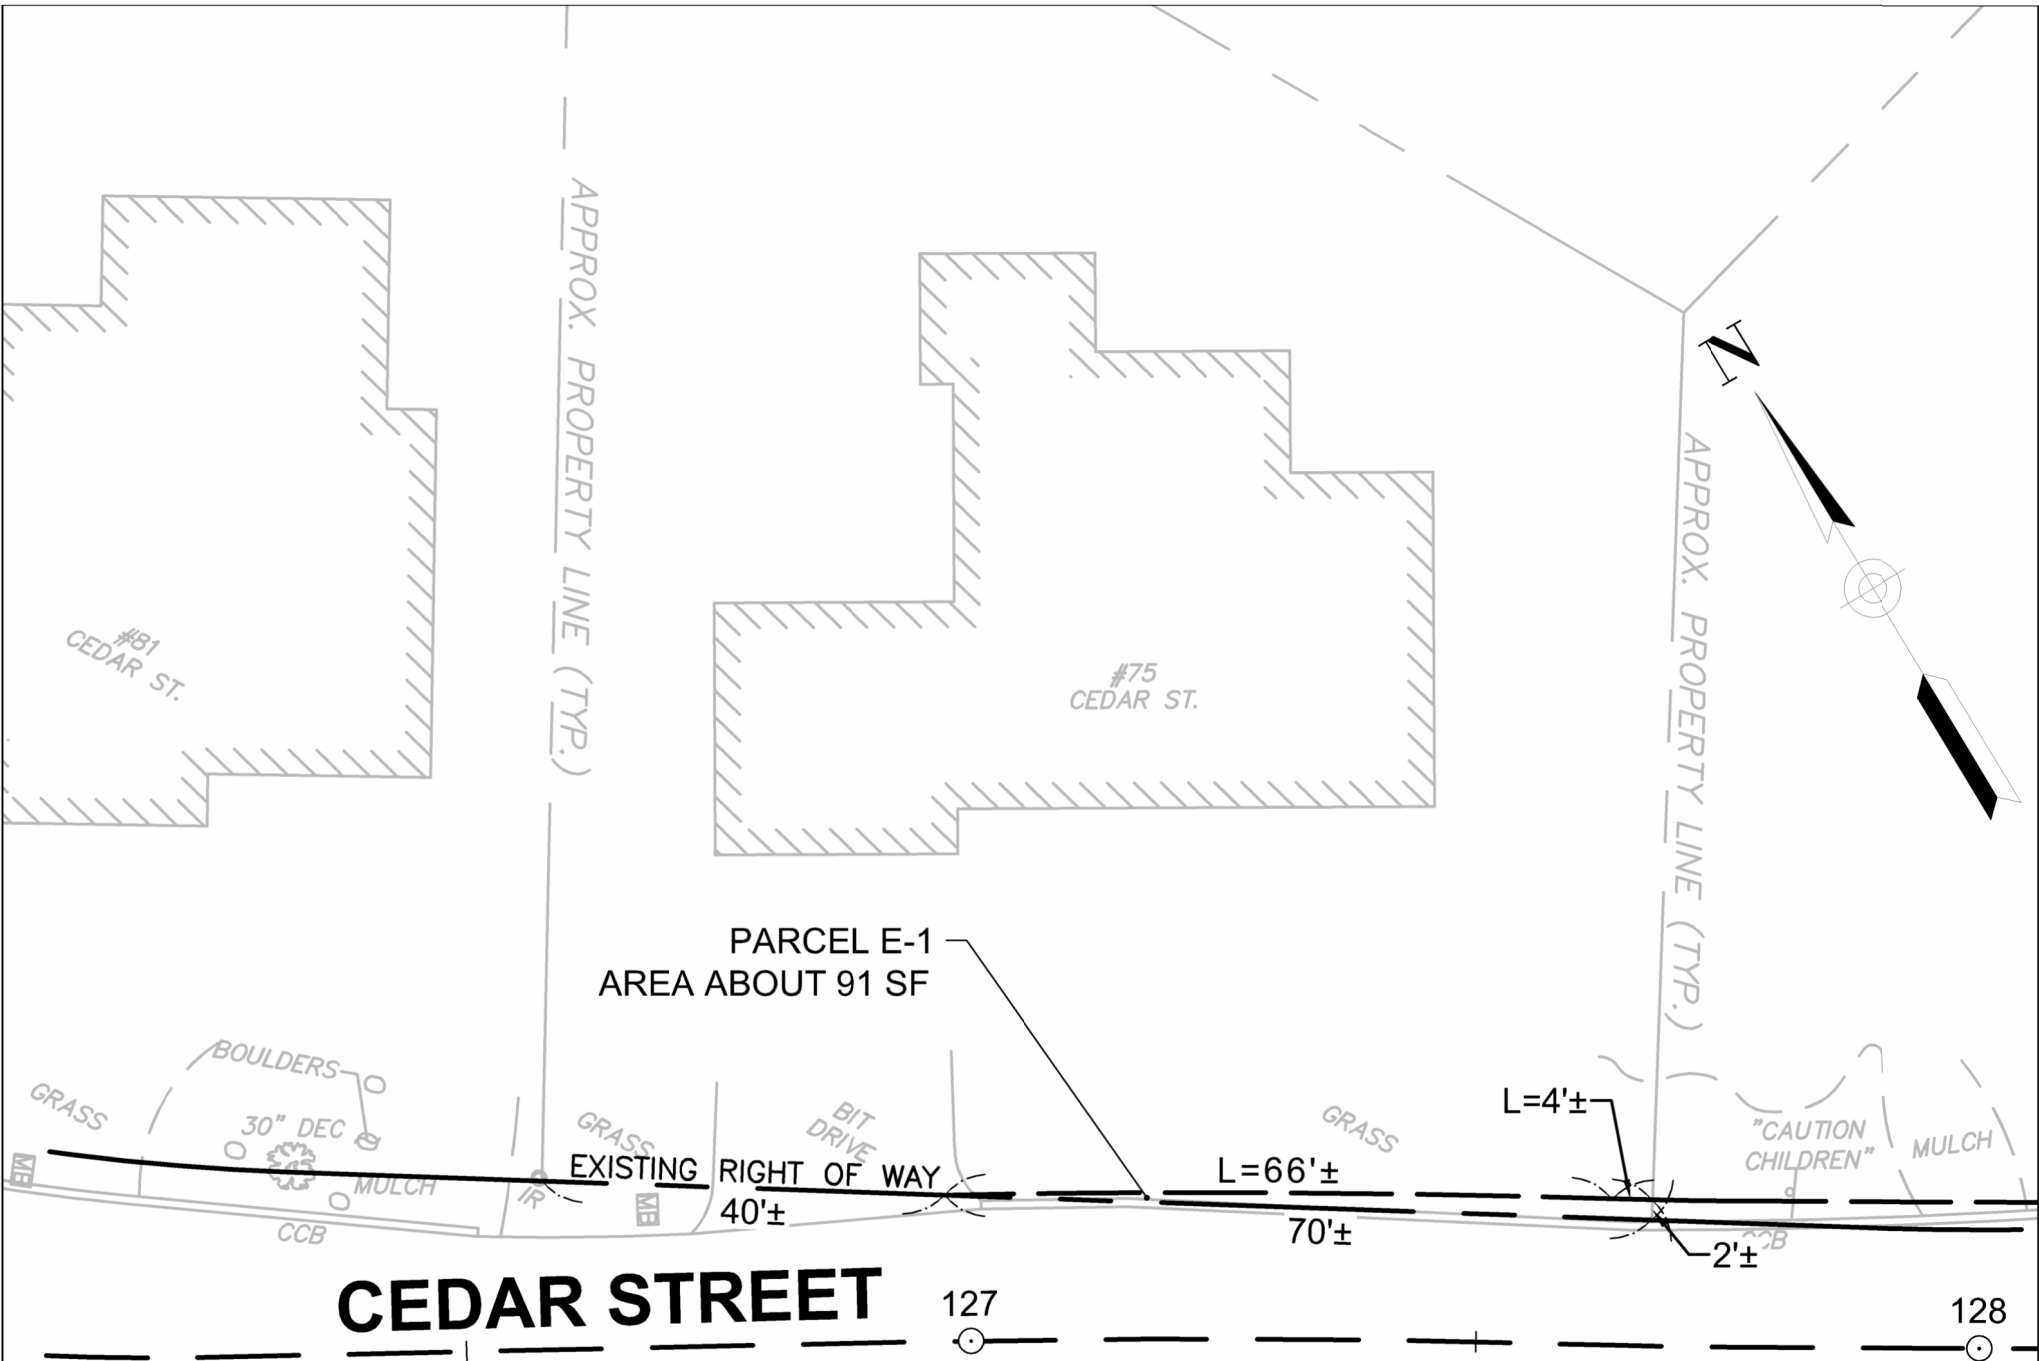 APPROX. PROPERTY LINE (TYP.)
N
APPROX. PROPERTY LINE (TYP.)
#81
CEDAR ST.
#75
CEDAR ST.
PARCEL E-1
AREA ABOUT 91 SF
BOULDERS
GRASS
30" DEC
GRASS
BIT
DRIVE
GRASS
L=4'±
"CAUTION
CHILDREN"
MULCH
MB
MULCH
IR
EXISTING RIGHT OF WAY
L=66'±
MB
40'±
70'±
2'±
CCB
CCB
CEDAR STREET
127
128